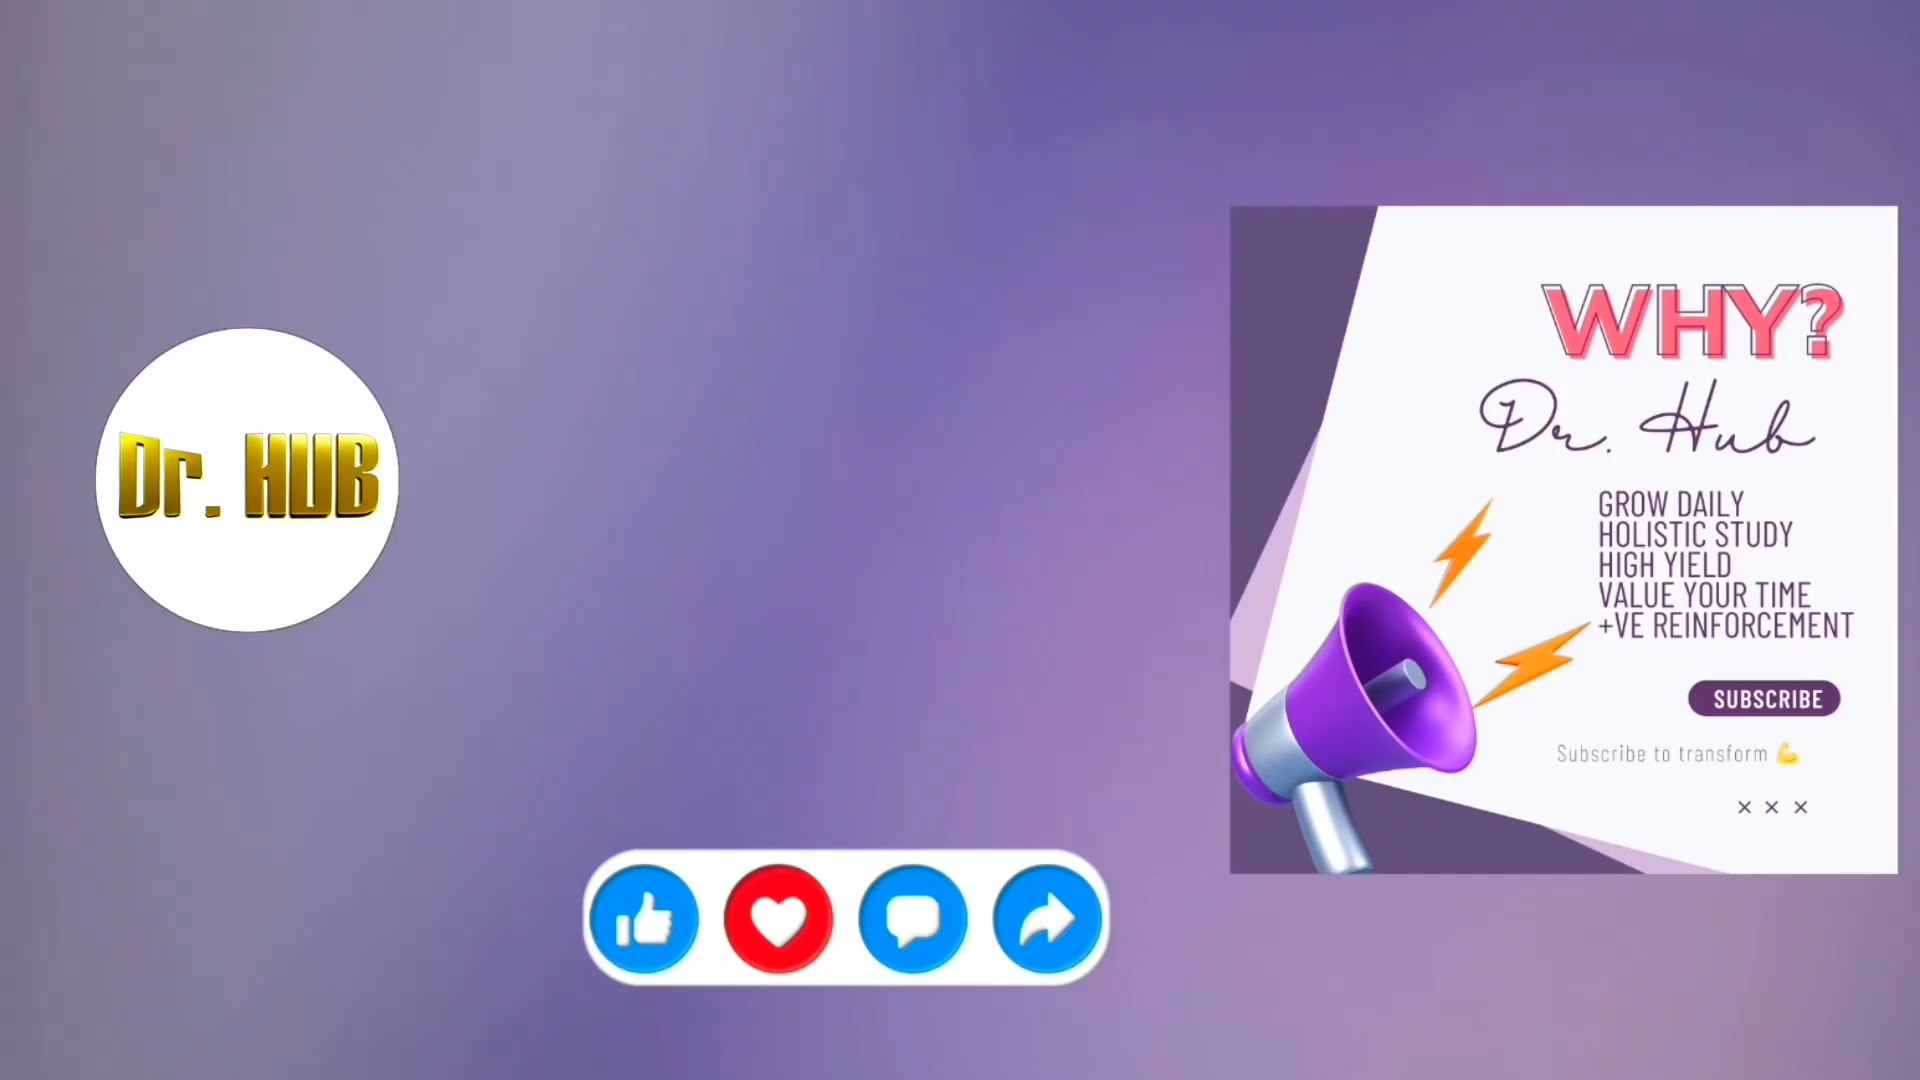 Dr. HUB
WHY?
Dr. Hub
GROW DAILY
HOLISTIC STUDY
HIGH YIELD
VALUE YOUR TIME
+VE REINFORCEMENT
SUBSCRIBE
Subscribe to transform 💪
× × ×